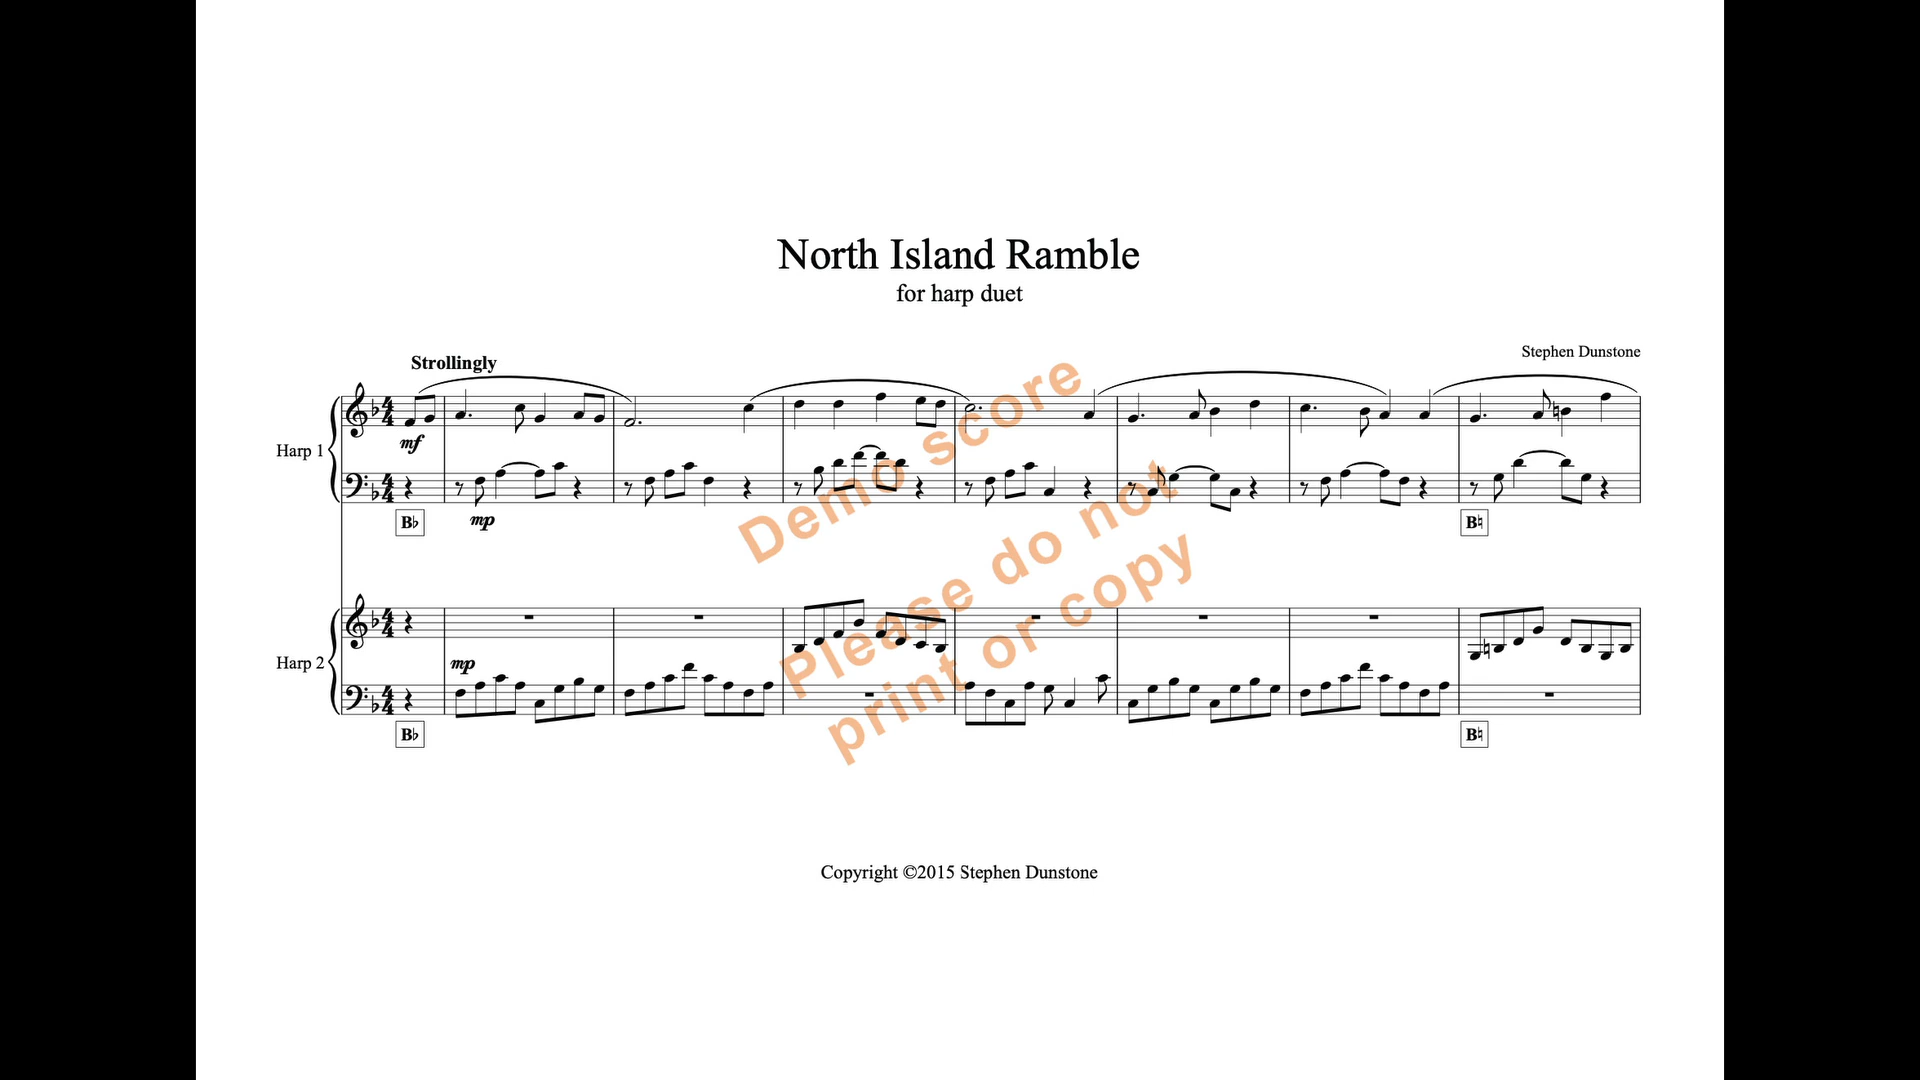 North Island Ramble
for harp duet
Stephen Dunstone
Strollingly
Harp 1
mf
mp
B♭
B♮
Harp 2
mp
B♭
B♮
Demo score
Please do not
print or copy
Copyright ©2015 Stephen Dunstone